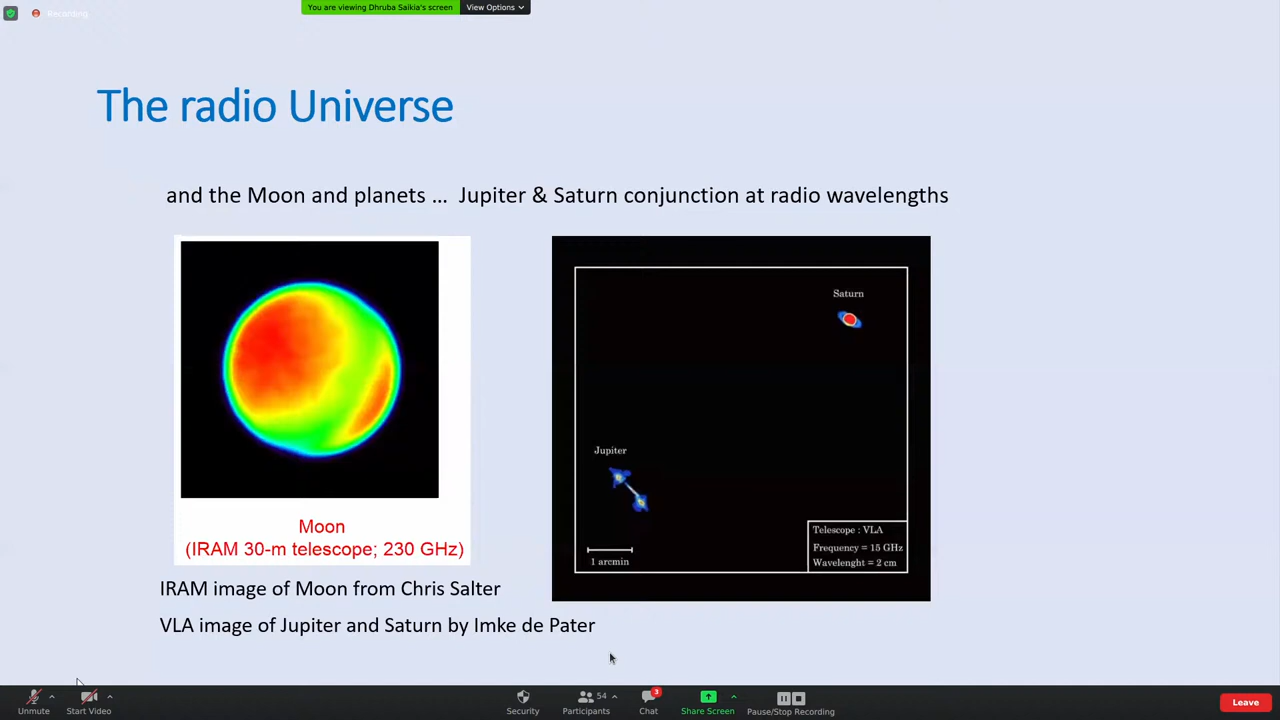 Recording
You are viewing Dhruba Saikia's screen
View Options
The radio Universe
and the Moon and planets ... Jupiter & Saturn conjunction at radio wavelengths
Saturn
Jupiter
1 arcmin
Telescope : VLA
Frequency = 15 GHz
Wavelenght = 2 cm
Moon
(IRAM 30-m telescope; 230 GHz)
IRAM image of Moon from Chris Salter
VLA image of Jupiter and Saturn by Imke de Pater
Unmute
Start Video
Security
54
Participants
3
Chat
Share Screen
Pause/Stop Recording
Leave